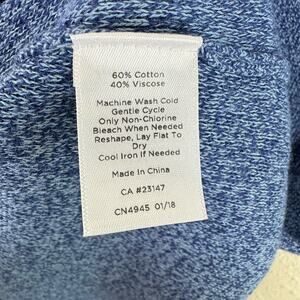 60% Cotton
40% Viscose
Machine Wash Cold
Gentle Cycle
Only Non-Chlorine
Bleach When Needed
Reshape, Lay Flat To
Dry
Cool Iron If Needed
Made In China
CA #23147
CN4945 01/18